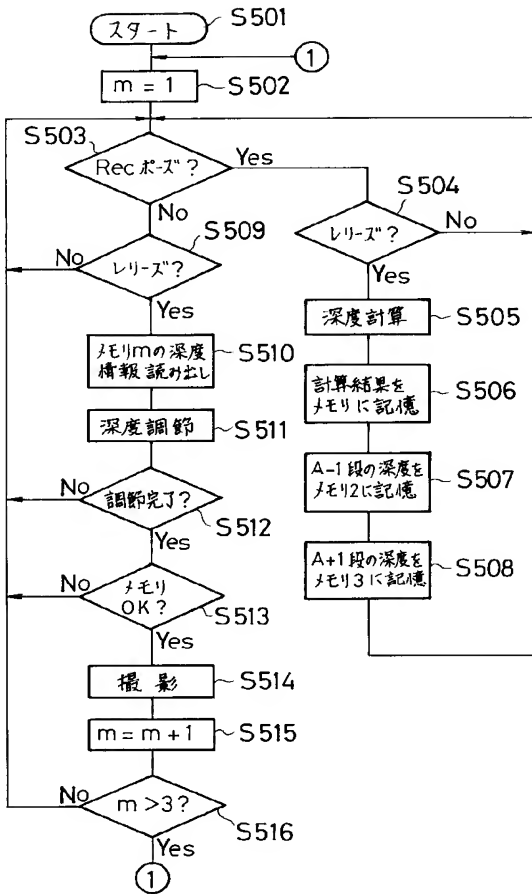 スタート
S501
1
m=1
S502
S503
Recポーズ?
Yes
No
S504
レリーズ?
No
Yes
S509
レリーズ?
No
Yes
深度計算
S505
メモリmの深度
情報読み出し
S510
計算結果を
メモリに記憶
S506
深度調節
S511
A-1段の深度を
メモリ2に記憶
S507
調節完了?
No
Yes
S512
A+1段の深度を
メモリ3に記憶
S508
メモリ
OK?
No
Yes
S513
撮影
S514
m=m+1
S515
m>3?
No
Yes
S516
1